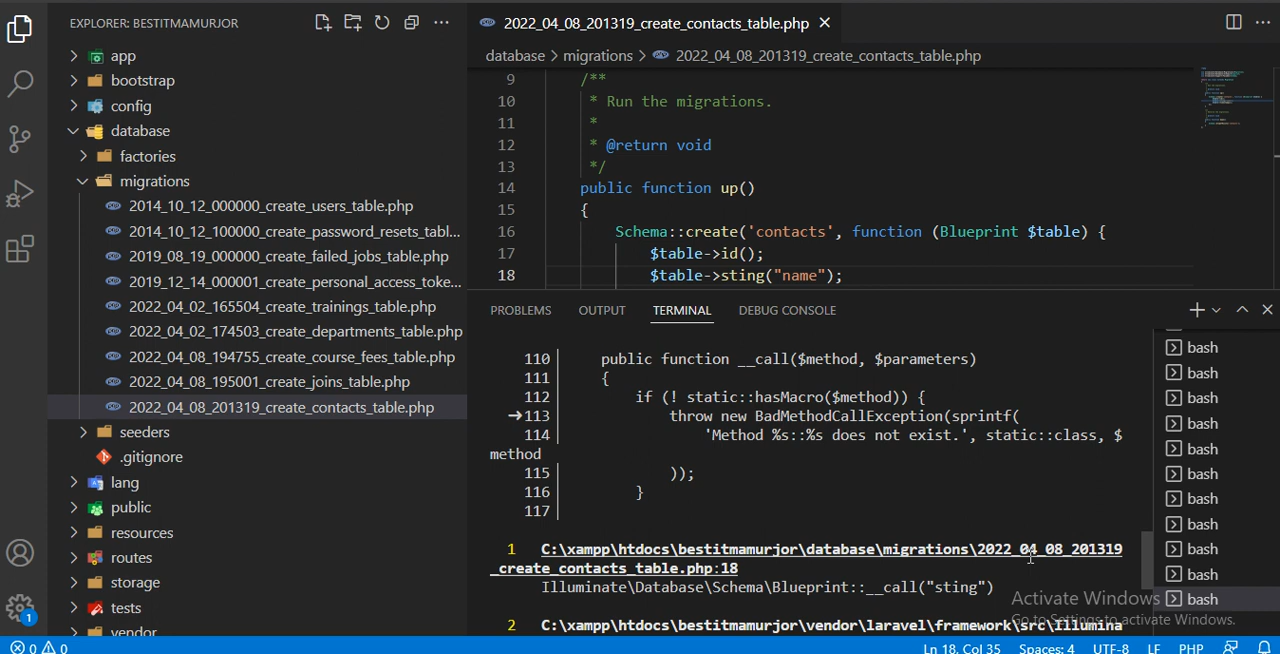 EXPLORER: BESTITMAMURJOR
app
bootstrap
config
database
factories
migrations
2014_10_12_000000_create_users_table.php
2014_10_12_100000_create_password_resets_tabl...
2019_08_19_000000_create_failed_jobs_table.php
2019_12_14_000001_create_personal_access_toke...
2022_04_02_165504_create_trainings_table.php
2022_04_02_174503_create_departments_table.php
2022_04_08_194755_create_course_fees_table.php
2022_04_08_195001_create_joins_table.php
2022_04_08_201319_create_contacts_table.php
seeders
.gitignore
lang
public
resources
routes
storage
tests
vendor
1
2022_04_08_201319_create_contacts_table.php
database > migrations > 2022_04_08_201319_create_contacts_table.php
9 /**
10 * Run the migrations.
11 *
12 * @return void
13 */
14 public function up()
15 {
16 Schema::create('contacts', function (Blueprint $table) {
17 $table->id();
18 $table->sting("name");
PROBLEMS OUTPUT TERMINAL DEBUG CONSOLE
110 public function __call($method, $parameters)
111 {
112 if (! static::hasMacro($method)) {
→113 throw new BadMethodCallException(sprintf(
114 'Method %s::%s does not exist.', static::class, $
method
115 ));
116 }
117
1 C:\xampp\htdocs\bestitmamurjor\database\migrations\2022_04_08_201319
_create_contacts_table.php:18
Illuminate\Database\Schema\Blueprint::__call("sting")
2 C:\xampp\htdocs\bestitmamurjor\vendor\laravel\framework\src\Illumina
bash
bash
bash
bash
bash
bash
bash
bash
bash
bash
bash
Activate Windows
Go to Settings to activate Windows.
0 0
Ln 18, Col 35 Spaces: 4 UTF-8 LF PHP